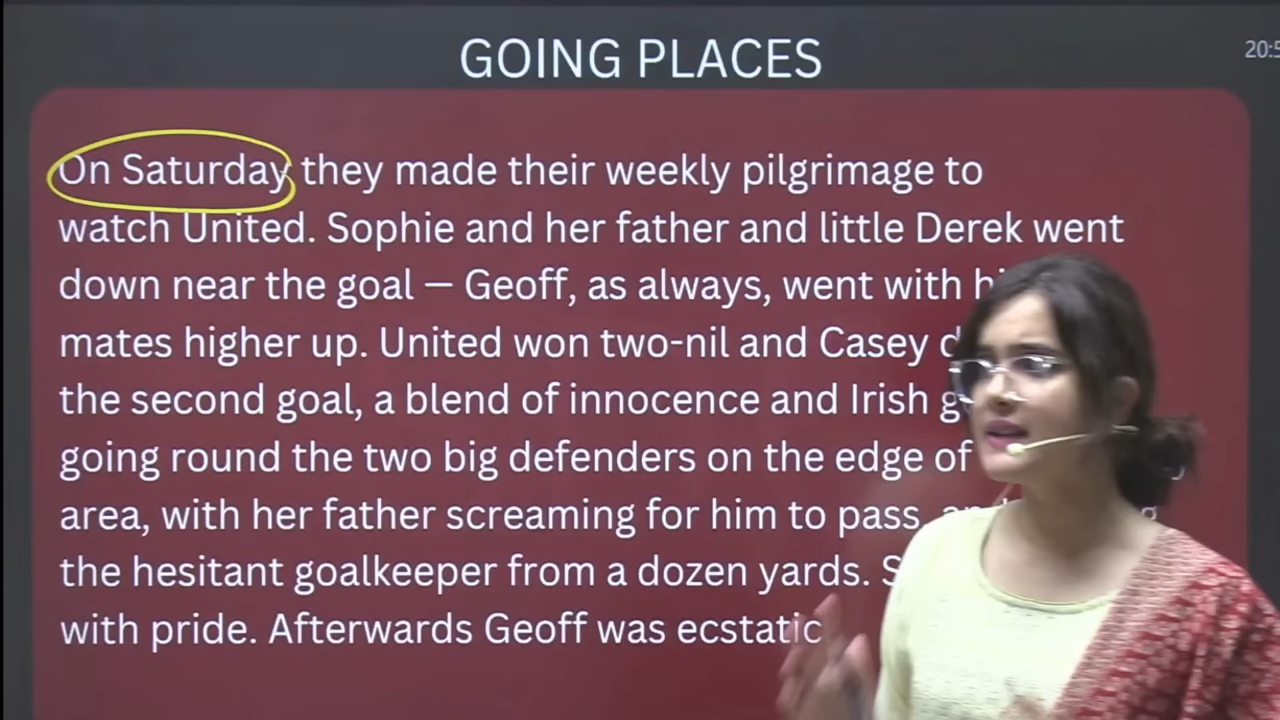 GOING PLACES
On Saturday they made their weekly pilgrimage to
watch United. Sophie and her father and little Derek went
down near the goal — Geoff, as always, went with
mates higher up. United won two-nil and Casey
the second goal, a blend of innocence and Irish
going round the two big defenders on the edge of
area, with her father screaming for him to pass,
the hesitant goalkeeper from a dozen yards.
with pride. Afterwards Geoff was ecstatic